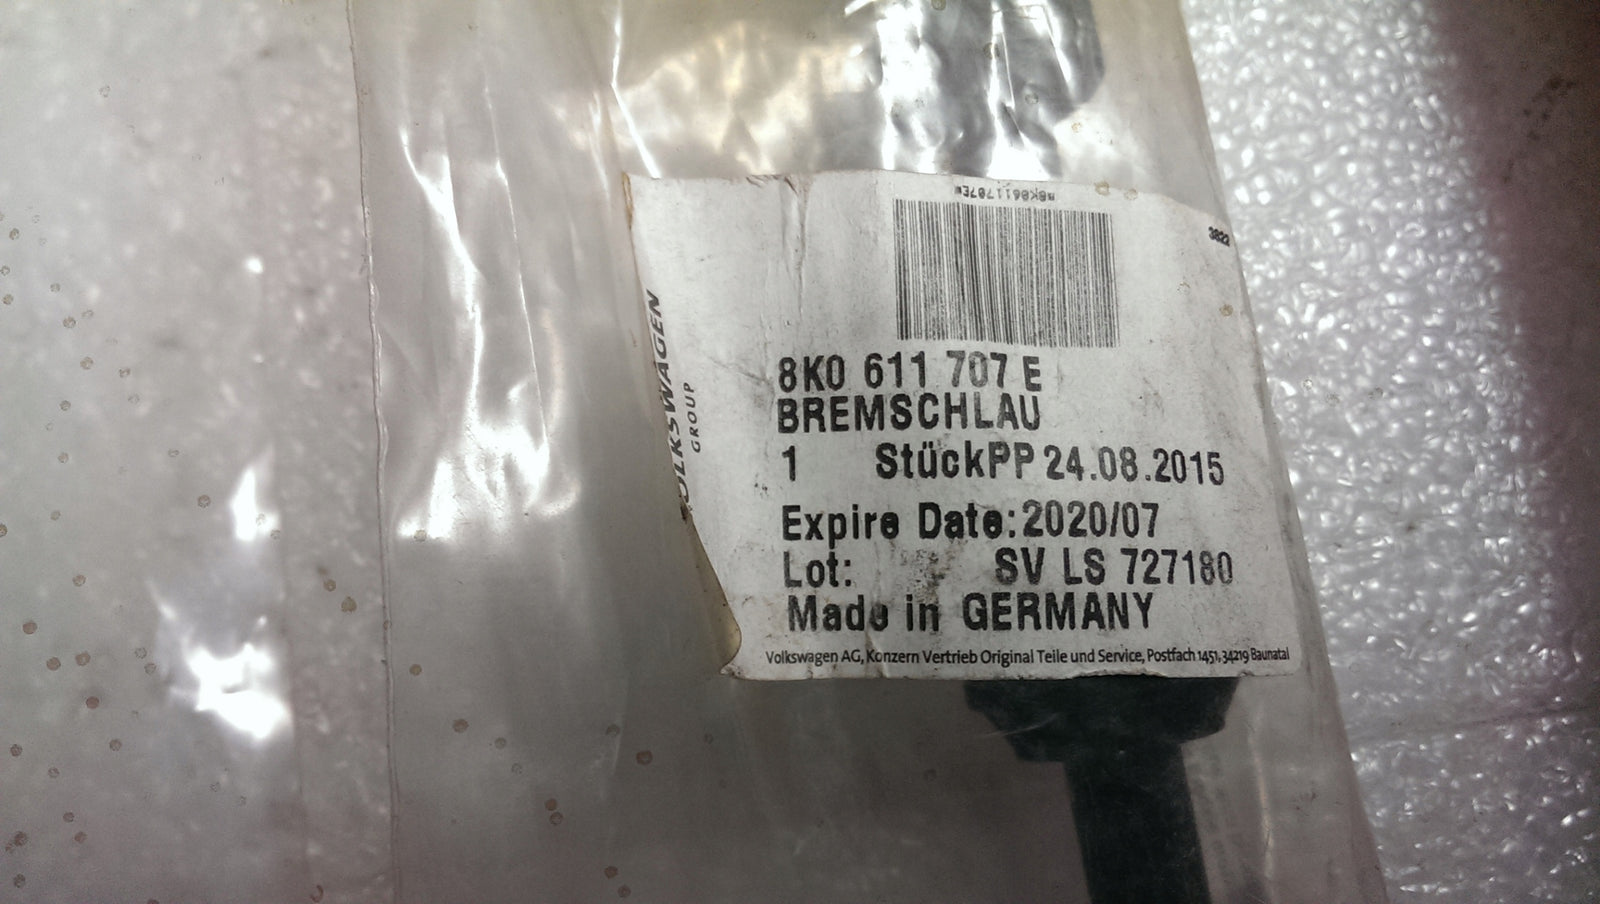 *8K0611707E*
3822
VOLKSWAGEN
GROUP
8K0 611 707 E
BREMSCHLAU
1 StückPP 24.08.2015
Expire Date:2020/07
Lot: SV LS 727180
Made in GERMANY
Volkswagen AG, Konzern Vertrieb Original Teile und Service, Postfach 1451, 34219 Baunatal